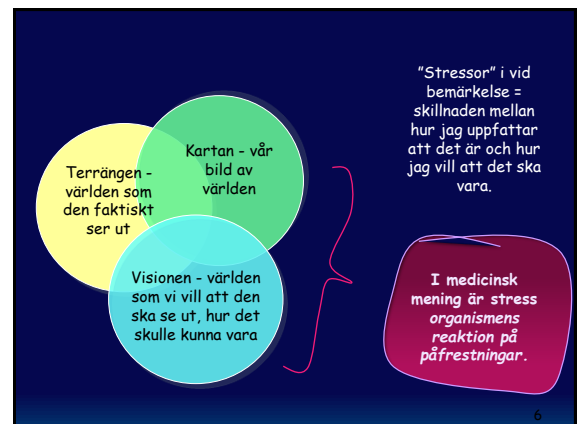 Terrängen -
världen som
den faktiskt
ser ut
Kartan - vår
bild av
världen
Visionen - världen
som vi vill att den
ska se ut, hur det
skulle kunna vara
”Stressor” i vid
bemärkelse =
skillnaden mellan
hur jag uppfattar
att det är och hur
jag vill att det ska
vara.
I medicinsk
mening är stress
organismens
reaktion på
påfrestningar.
6